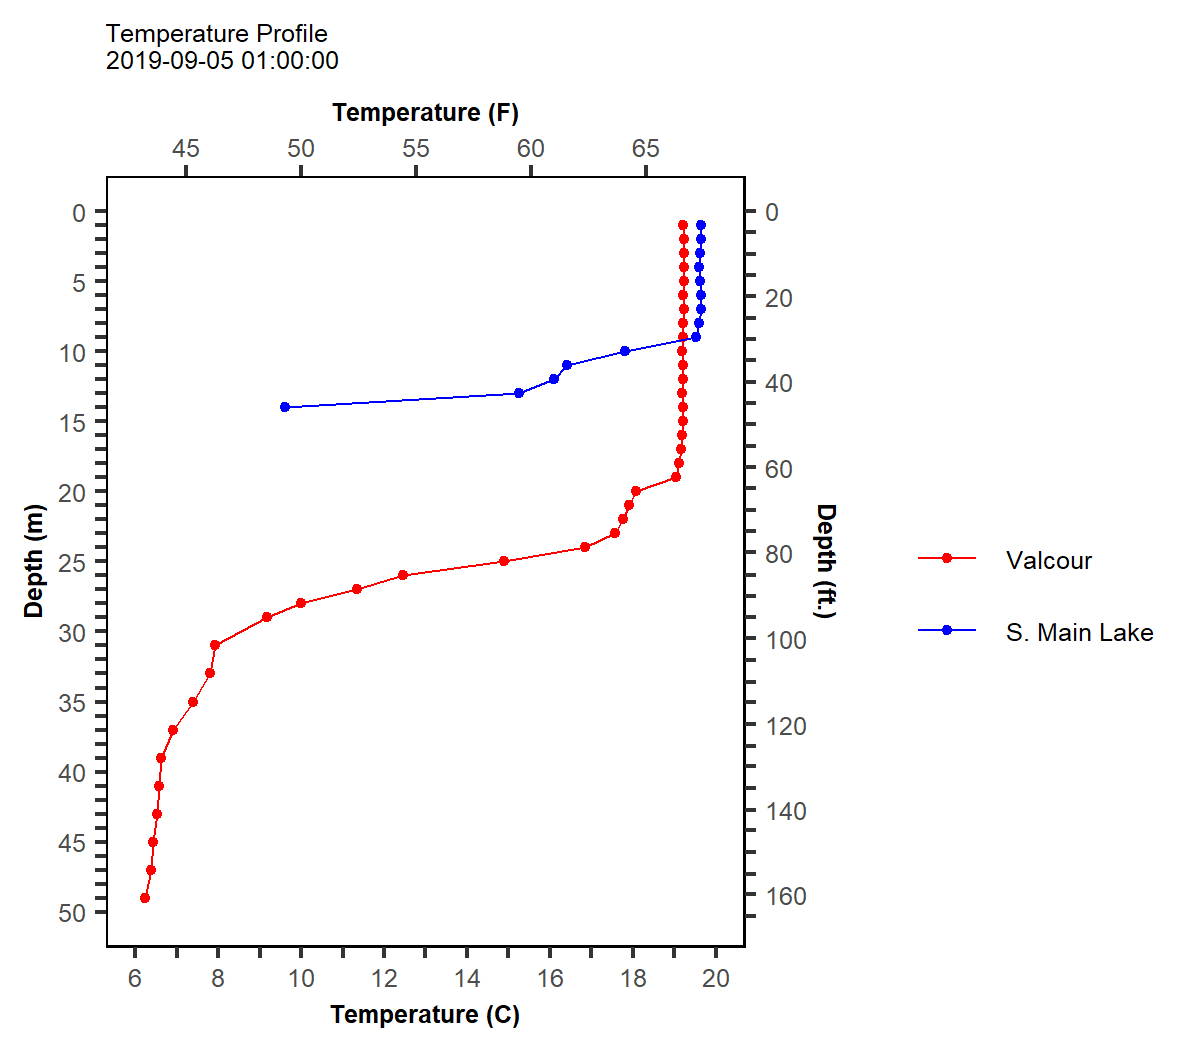 Temperature Profile
2019-09-05 01:00:00
Temperature (F)
45 50 55 60 65
0
5
10
15
20
25
30
35
40
45
50
Depth (m)
0
20
40
60
80
100
120
140
160
Depth (ft.)
Valcour
S. Main Lake
6 8 10 12 14 16 18 20
Temperature (C)